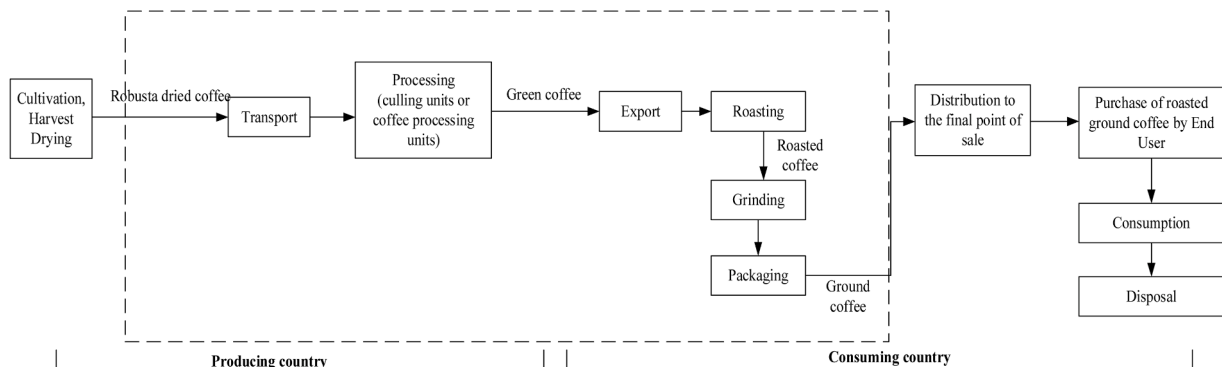 Cultivation,
Harvest
Drying
Robusta dried coffee
Transport
Processing
(culling units or
coffee processing
units)
Green coffee
Export
Roasting
Roasted
coffee
Grinding
Packaging
Ground
coffee
Distribution to
the final point of
sale
Purchase of roasted
ground coffee by End
User
Consumption
Disposal
Producing country
Consuming country